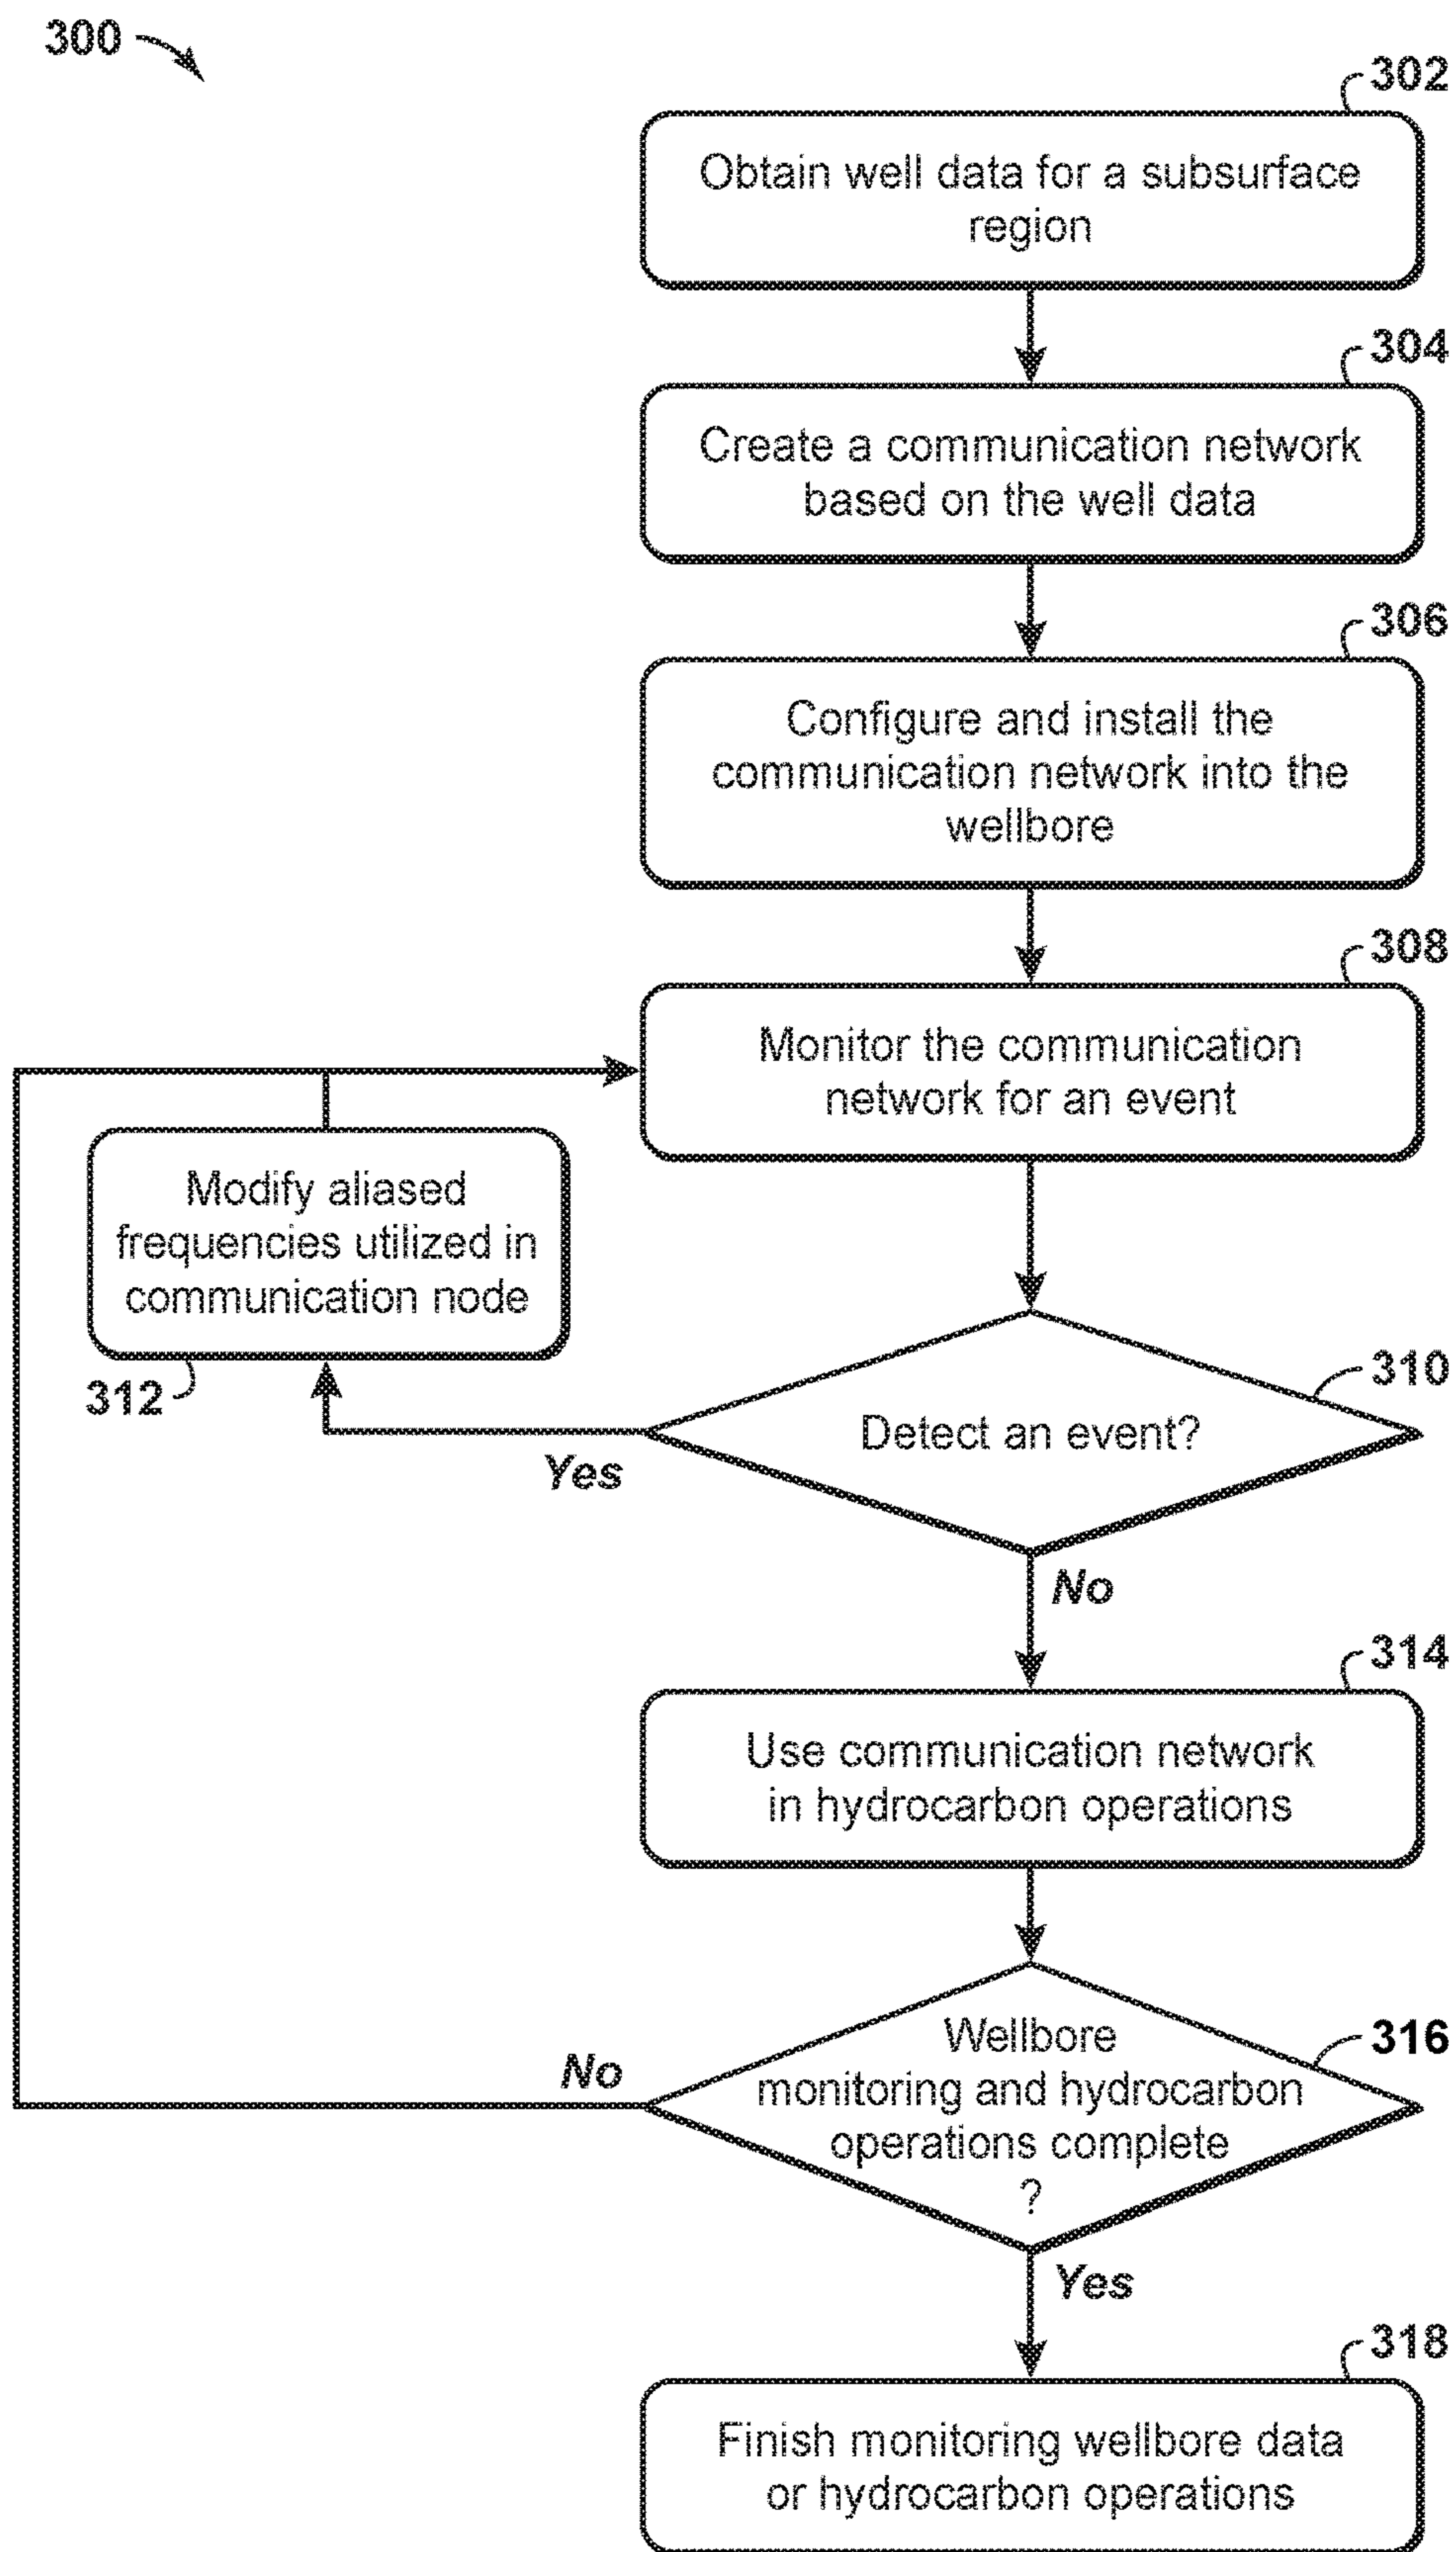 300
302
Obtain well data for a subsurface
region
304
Create a communication network
based on the well data
306
Configure and install the
communication network into the
wellbore
308
Monitor the communication
network for an event
Modify aliased
frequencies utilized in
communication node
312
310
Detect an event?
Yes
No
314
Use communication network
in hydrocarbon operations
316
Wellbore
monitoring and hydrocarbon
operations complete
?
No
Yes
318
Finish monitoring wellbore data
or hydrocarbon operations